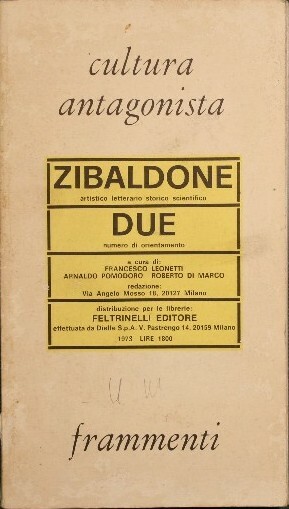 cultura
antagonista
ZIBALDONE
artistico letterario storico scientifico
DUE
numero di orientamento
a cura di:
FRANCESCO LEONETTI
ARNALDO POMODORO ROBERTO DI MARCO
redazione:
Via Angelo Mosso 18, 20127 Milano
distribuzione per le librerie:
FELTRINELLI EDITORE
effettuata da Dielle S.p.A. V. Pastrengo 14, 20159 Milano
1973 LIRE 1800
frammenti